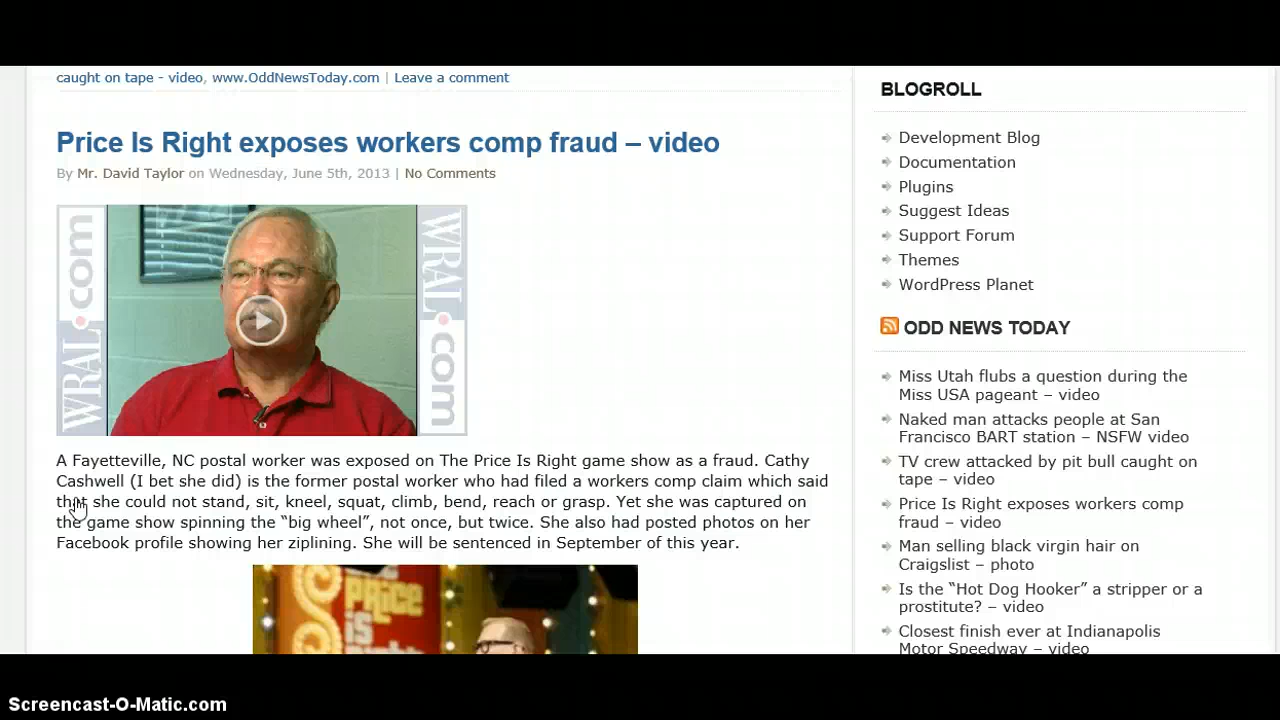 caught on tape - video, www.OddNewsToday.com | Leave a comment
Price Is Right exposes workers comp fraud – video
By Mr. David Taylor on Wednesday, June 5th, 2013 | No Comments
WRAL.com
WRAL.com
A Fayetteville, NC postal worker was exposed on The Price Is Right game show as a fraud. Cathy
Cashwell (I bet she did) is the former postal worker who had filed a workers comp claim which said
that she could not stand, sit, kneel, squat, climb, bend, reach or grasp. Yet she was captured on
the game show spinning the “big wheel”, not once, but twice. She also had posted photos on her
Facebook profile showing her ziplining. She will be sentenced in September of this year.
PRICE
IS
BLOGROLL
Development Blog
Documentation
Plugins
Suggest Ideas
Support Forum
Themes
WordPress Planet
ODD NEWS TODAY
Miss Utah flubs a question during the
Miss USA pageant – video
Naked man attacks people at San
Francisco BART station – NSFW video
TV crew attacked by pit bull caught on
tape – video
Price Is Right exposes workers comp
fraud – video
Man selling black virgin hair on
Craigslist – photo
Is the “Hot Dog Hooker” a stripper or a
prostitute? – video
Closest finish ever at Indianapolis
Motor Speedway – video
Screencast-O-Matic.com